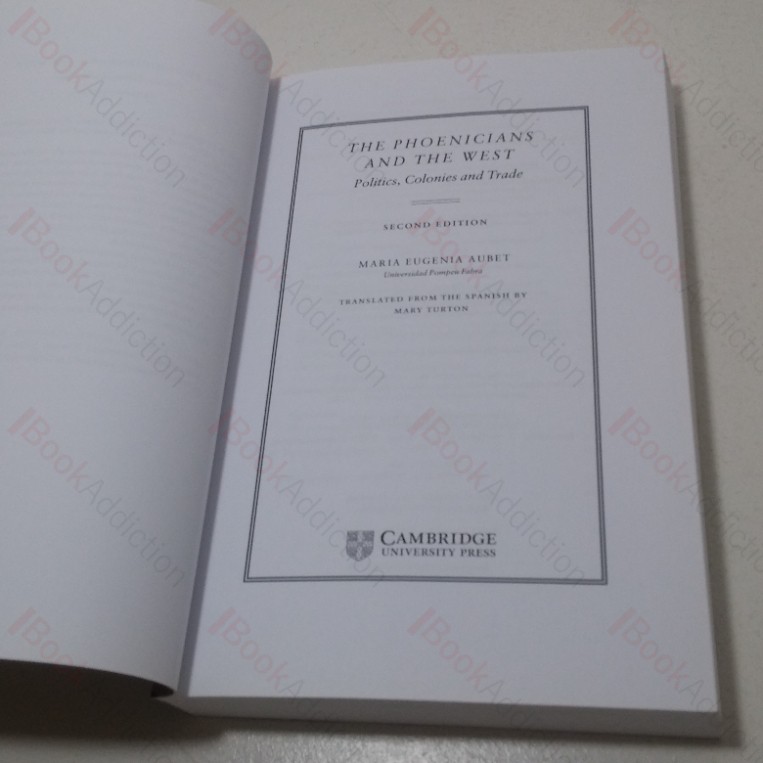 THE PHOENICIANS
AND THE WEST
Politics, Colonies and Trade
SECOND EDITION
MARIA EUGENIA AUBET
Universidad Pompeu Fabra
TRANSLATED FROM THE SPANISH BY
MARY TURTON
CAMBRIDGE
UNIVERSITY PRESS
BookAddiction